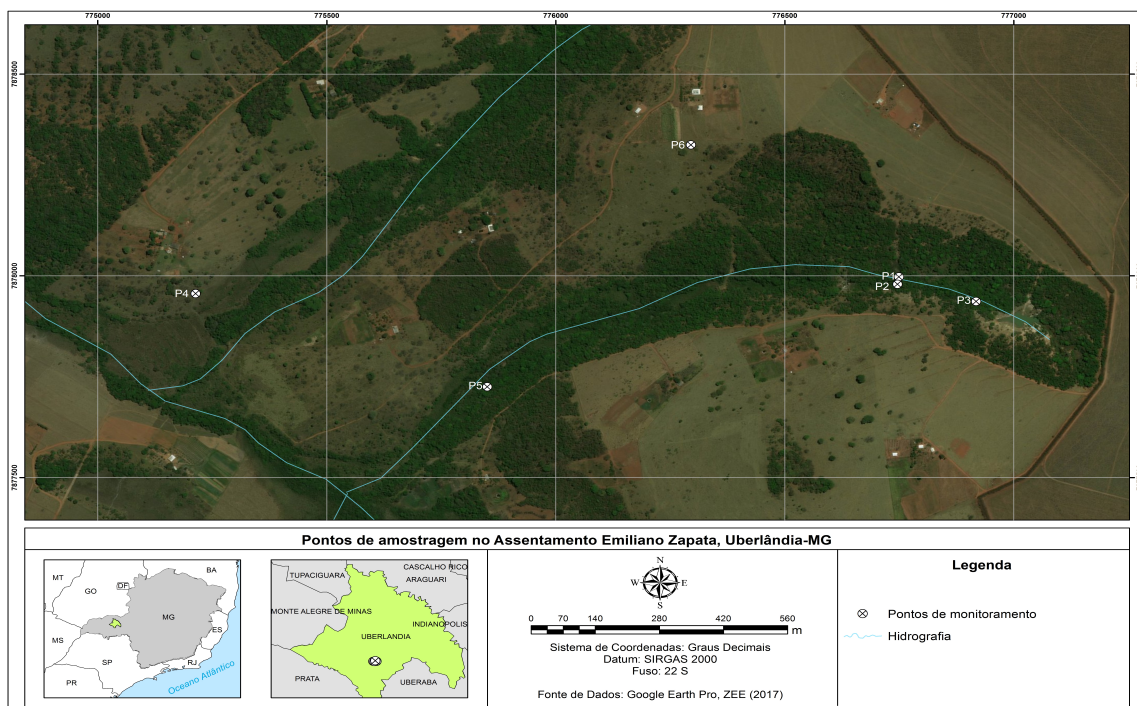 775000 775500 776000 776500 777000
7878500
P6
7878000
P1
P2
P4
P3
P5
7877500
Pontos de amostragem no Assentamento Emiliano Zapata, Uberlândia-MG
MT
BA
DF
GO
MG
MS
ES
SP
RJ
PR
Oceano Atlântico
CASCALHO RICO
TUPACIGUARA
ARAGUARI
MONTE ALEGRE DE MINAS
INDIANOPOLIS
UBERLANDIA
PRATA
UBERABA
N
W E
S
0 70 140 280 420 560
m
Sistema de Coordenadas: Graus Decimais
Datum: SIRGAS 2000
Fuso: 22 S
Fonte de Dados: Google Earth Pro, ZEE (2017)
Legenda
Pontos de monitoramento
Hidrografia